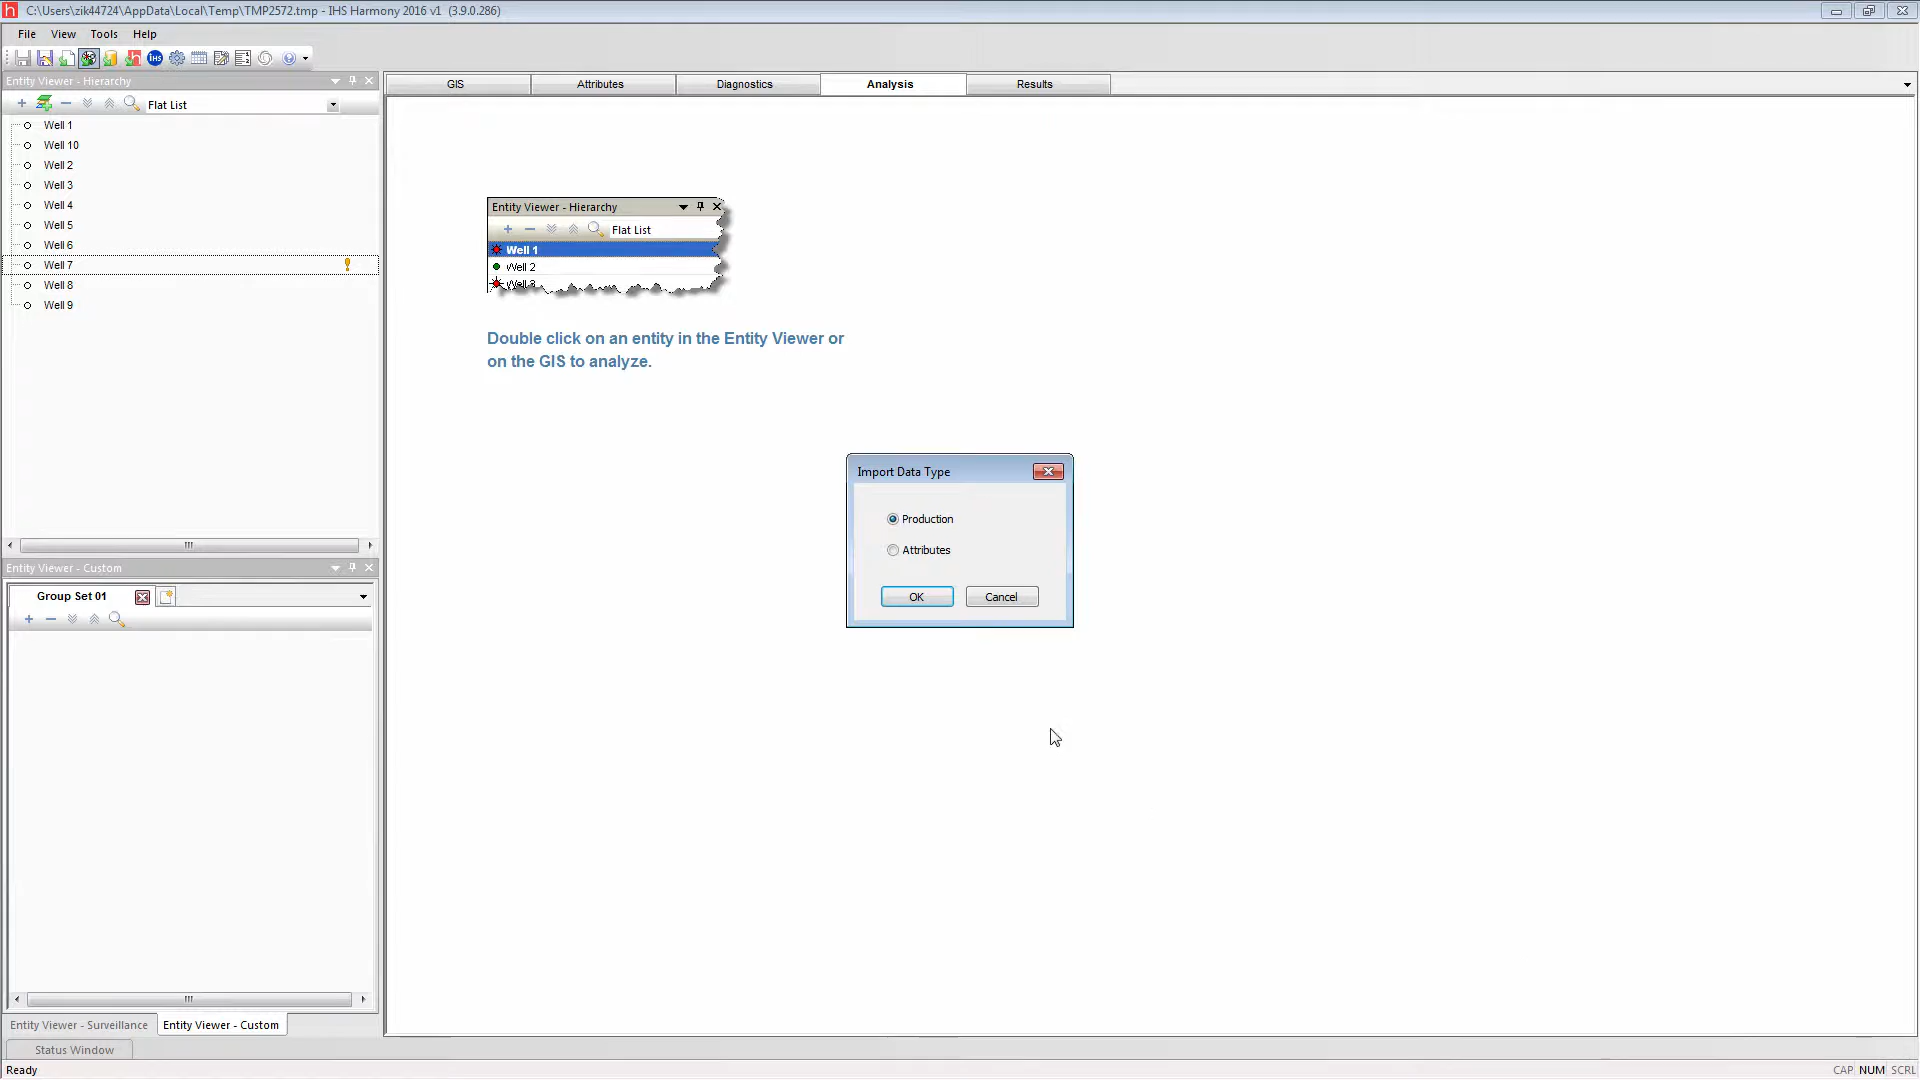 C:\Users\zik44724\AppData\Local\Temp\TMP2572.tmp - IHS Harmony 2016 v1 (3.9.0.286)
File View Tools Help
Entity Viewer - Hierarchy
Flat List
Well 1
Well 10
Well 2
Well 3
Well 4
Well 5
Well 6
Well 7
Well 8
Well 9
Entity Viewer - Custom
Group Set 01
Entity Viewer - Surveillance Entity Viewer - Custom
Status Window
Ready
GIS Attributes Diagnostics Analysis Results
Entity Viewer - Hierarchy
Flat List
Well 1
Well 2
Double click on an entity in the Entity Viewer or
on the GIS to analyze.
Import Data Type
Production
Attributes
OK Cancel
CAP NUM SCRL